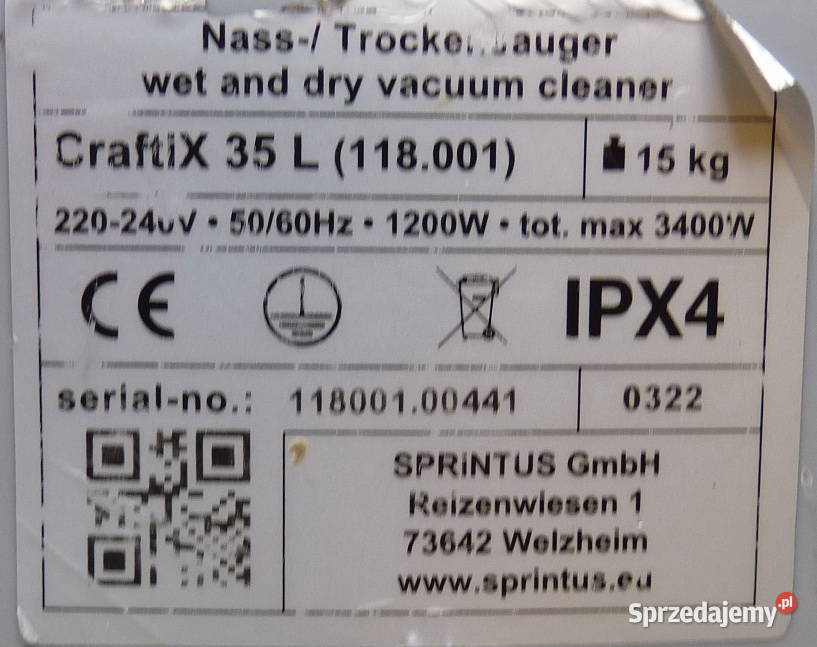 Nass-/ Trockensauger
wet and dry vacuum cleaner
CraftiX 35 L (118.001) 15 kg
220-240V • 50/60Hz • 1200W • tot. max 3400W
CE IPX4
serial-no.: 118001.00441 0322
SPRiNTUS GmbH
Reizenwiesen 1
73642 Welzheim
www.sprintus.eu
Sprzedajemy.pl